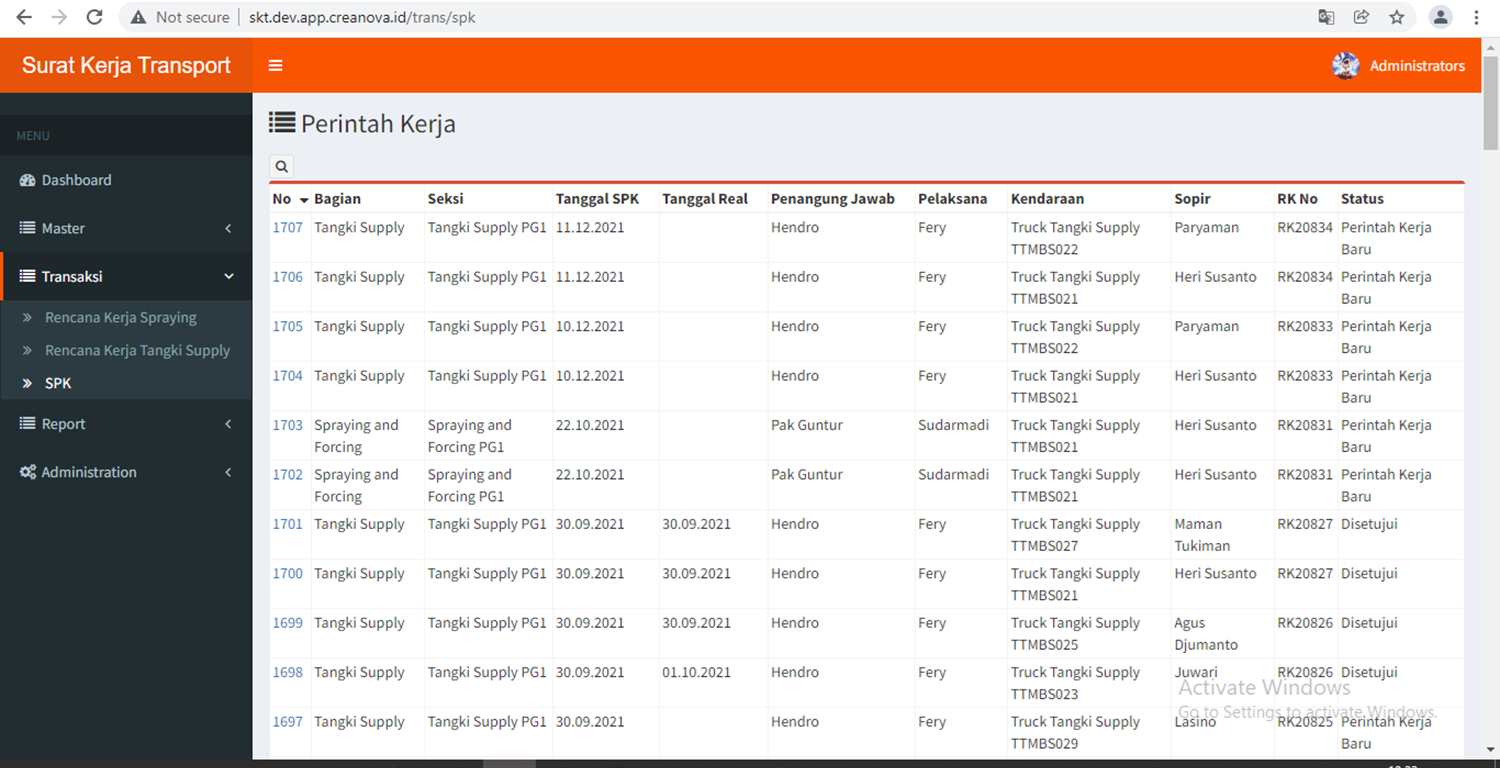 Not secure | skt.dev.app.creanova.id/trans/spk
Surat Kerja Transport
Administrators
MENU
Dashboard
Master
Transaksi
Rencana Kerja Spraying
Rencana Kerja Tangki Supply
SPK
Report
Administration
Perintah Kerja
No Bagian Seksi Tanggal SPK Tanggal Real Penangung Jawab Pelaksana Kendaraan Sopir RK No Status
1707 Tangki Supply Tangki Supply PG1 11.12.2021 Hendro Fery Truck Tangki Supply Paryaman RK20834 Perintah Kerja
TTMBS022 Baru
1706 Tangki Supply Tangki Supply PG1 11.12.2021 Hendro Fery Truck Tangki Supply Heri Susanto RK20834 Perintah Kerja
TTMBS021 Baru
1705 Tangki Supply Tangki Supply PG1 10.12.2021 Hendro Fery Truck Tangki Supply Paryaman RK20833 Perintah Kerja
TTMBS022 Baru
1704 Tangki Supply Tangki Supply PG1 10.12.2021 Hendro Fery Truck Tangki Supply Heri Susanto RK20833 Perintah Kerja
TTMBS021 Baru
1703 Spraying and Spraying and 22.10.2021 Pak Guntur Sudarmadi Truck Tangki Supply Heri Susanto RK20831 Perintah Kerja
Forcing Forcing PG1 TTMBS021 Baru
1702 Spraying and Spraying and 22.10.2021 Pak Guntur Sudarmadi Truck Tangki Supply Heri Susanto RK20831 Perintah Kerja
Forcing Forcing PG1 TTMBS021 Baru
1701 Tangki Supply Tangki Supply PG1 30.09.2021 30.09.2021 Hendro Fery Truck Tangki Supply Maman RK20827 Disetujui
TTMBS027 Tukiman
1700 Tangki Supply Tangki Supply PG1 30.09.2021 30.09.2021 Hendro Fery Truck Tangki Supply Heri Susanto RK20827 Disetujui
TTMBS021
1699 Tangki Supply Tangki Supply PG1 30.09.2021 30.09.2021 Hendro Fery Truck Tangki Supply Agus RK20826 Disetujui
TTMBS025 Djumanto
1698 Tangki Supply Tangki Supply PG1 30.09.2021 01.10.2021 Hendro Fery Truck Tangki Supply Juwari RK20826 Disetujui
TTMBS023
Activate Windows
Go to Settings to activate Windows.
1697 Tangki Supply Tangki Supply PG1 30.09.2021 Hendro Fery Truck Tangki Supply Lasino RK20825 Perintah Kerja
TTMBS029 Baru